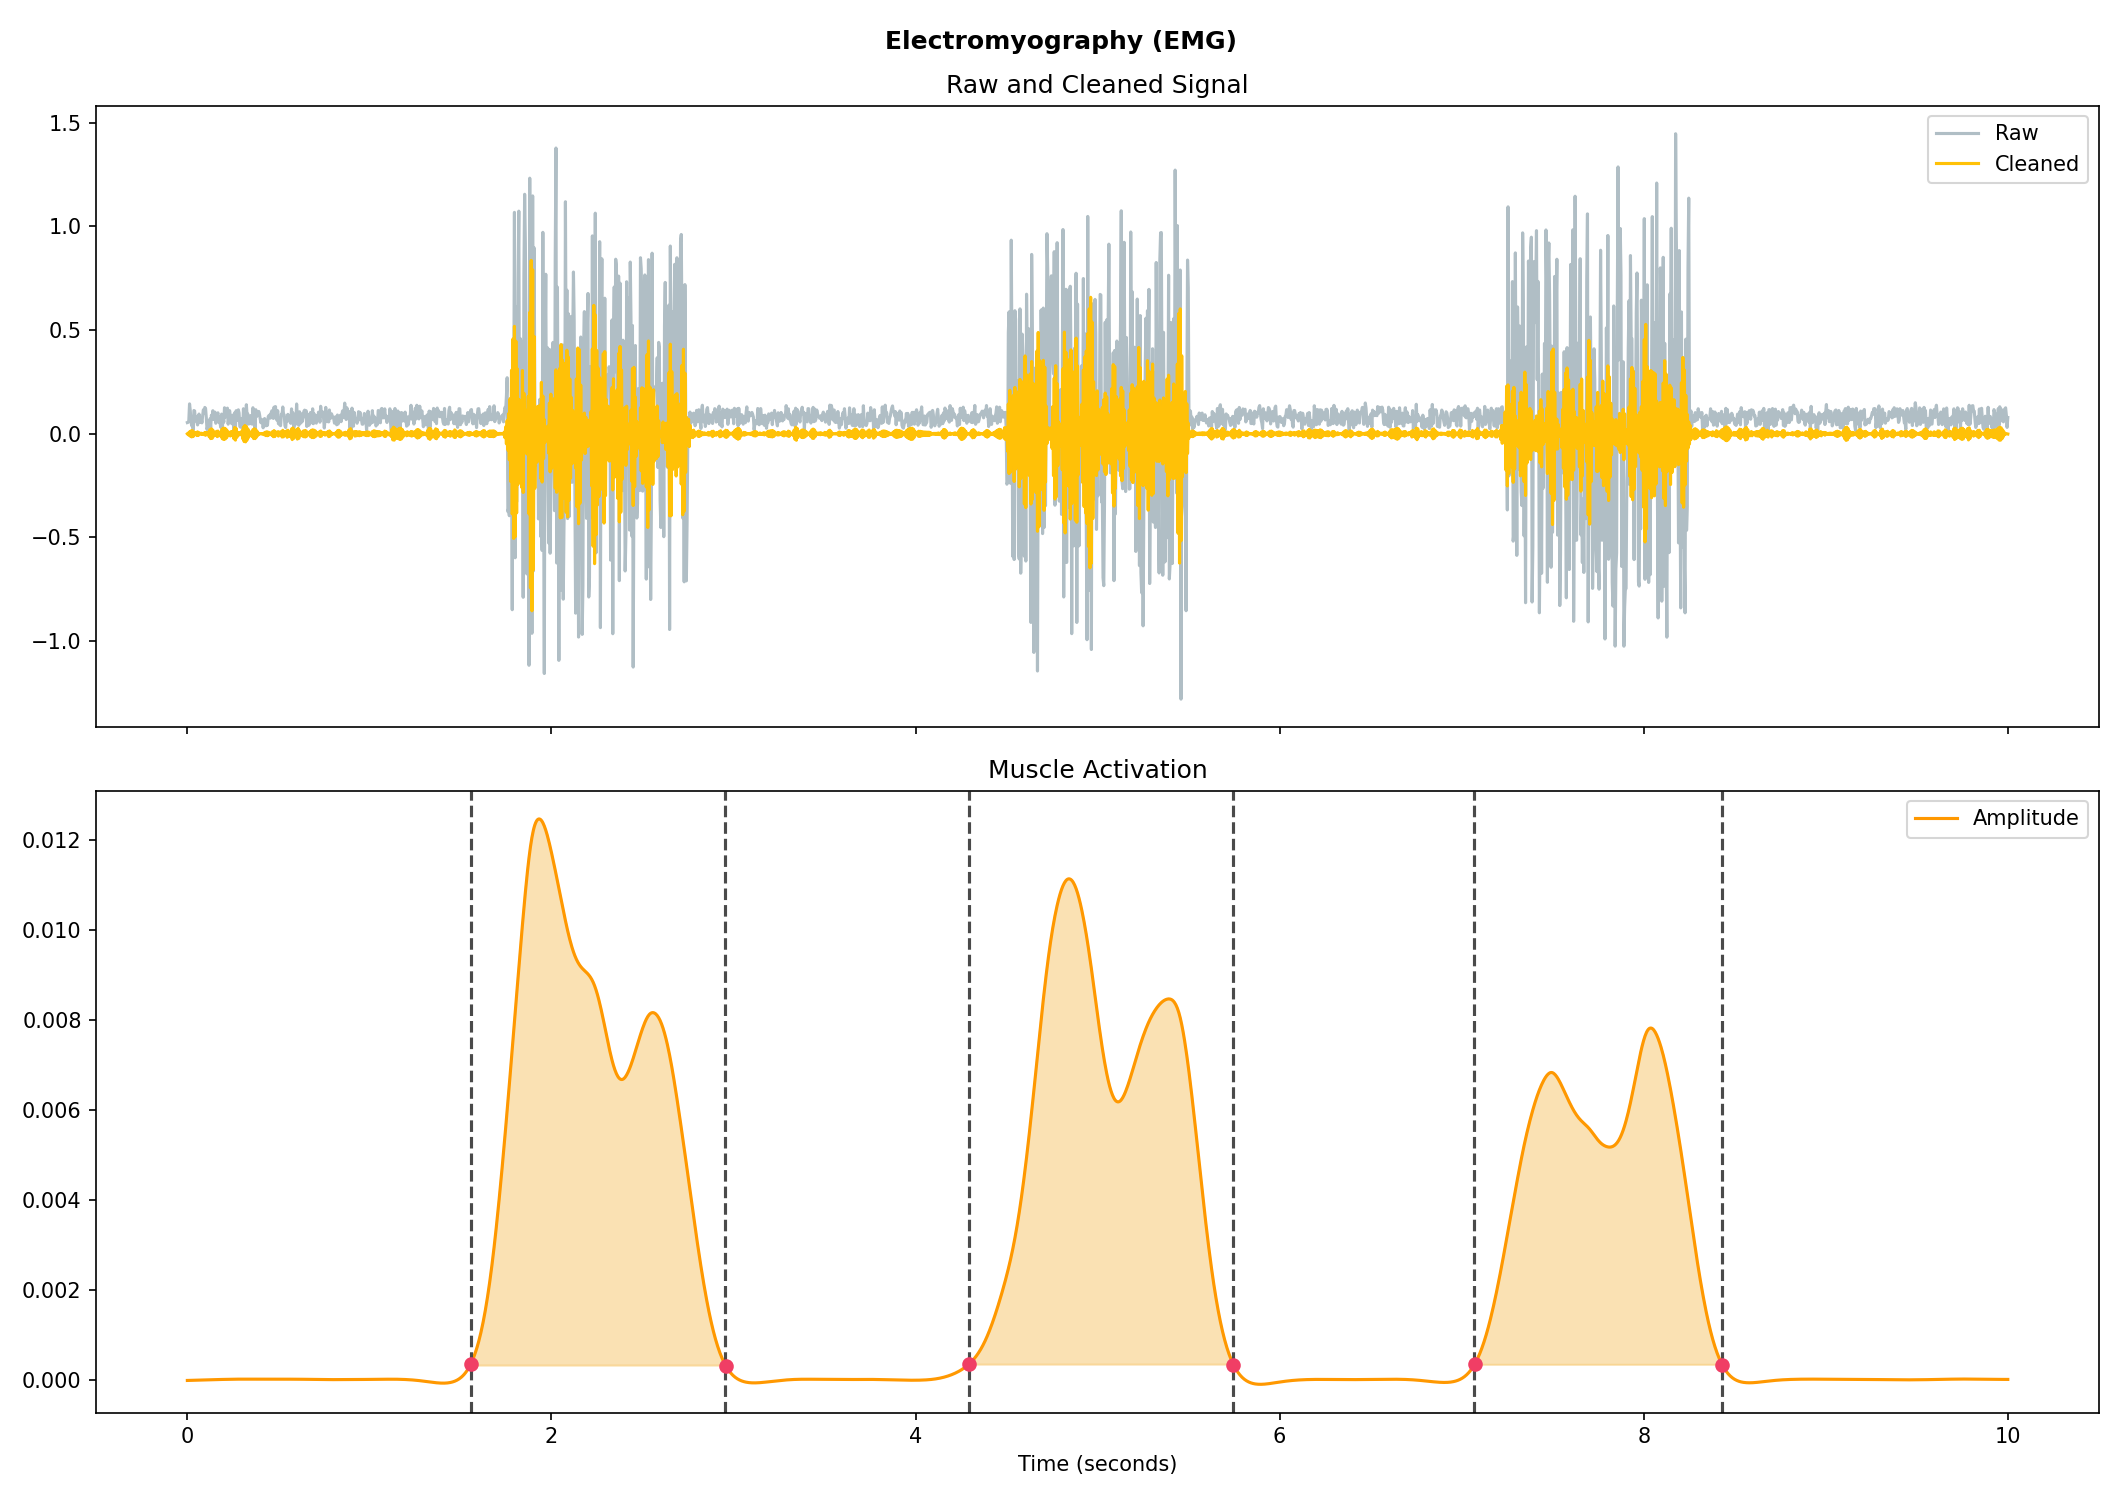 Electromyography (EMG)
Raw and Cleaned Signal
1.5
1.0
0.5
0.0
−0.5
−1.0
Raw
Cleaned
Muscle Activation
0.012
0.010
0.008
0.006
0.004
0.002
0.000
Amplitude
0 2 4 6 8 10
Time (seconds)